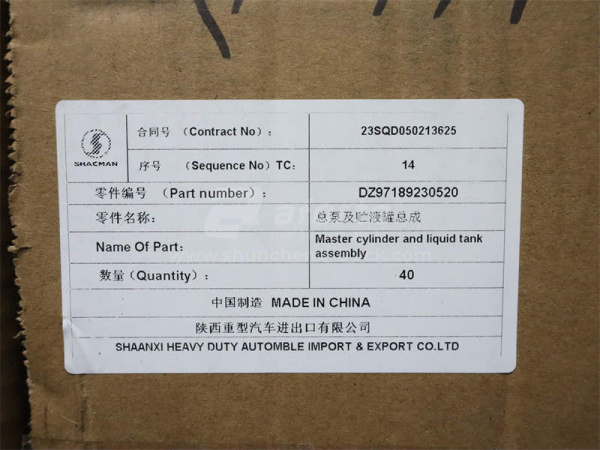 SHACMAN
合同号 (Contract No)： 23SQD050213625
序号 (Sequence No) TC: 14
零件编号 (Part number)： DZ97189230520
零件名称: 总泵及贮液罐总成
Name Of Part: Master cylinder and liquid tank
assembly
数量(Quantity)： 40
中国制造 MADE IN CHINA
陕西重型汽车进出口有限公司
SHAANXI HEAVY DUTY AUTOMBLE IMPORT & EXPORT CO.LTD